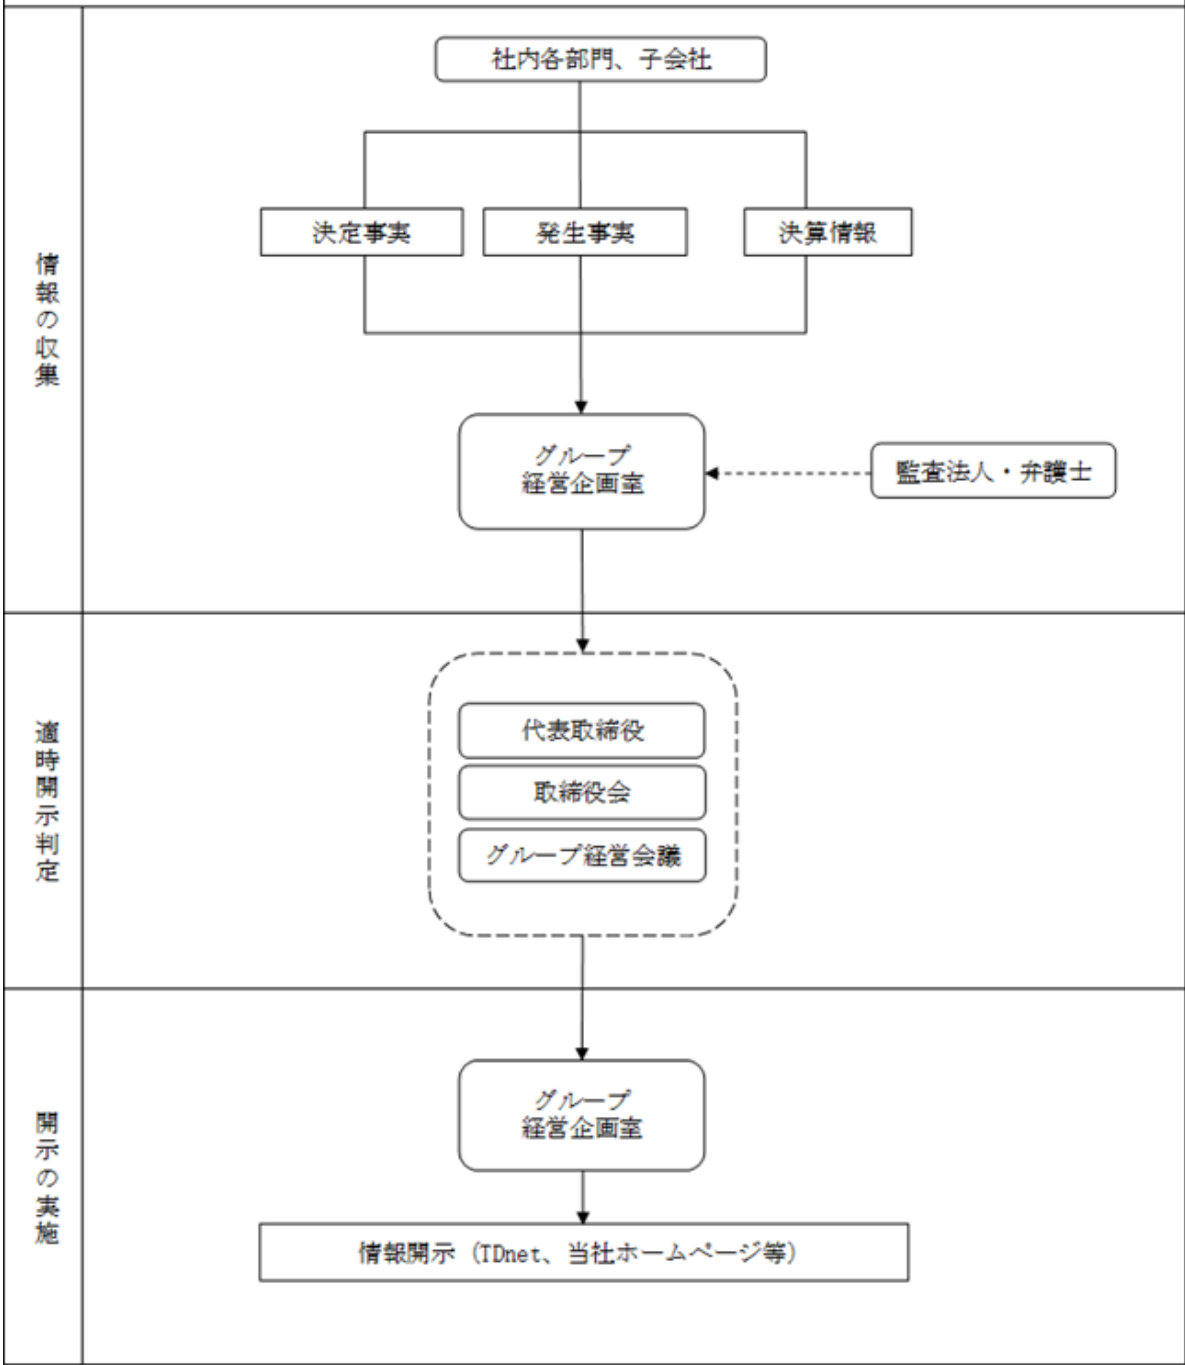 情報の収集
社内各部門、子会社
決定事実
発生事実
決算情報
グループ
経営企画室
監査法人・弁護士
適時開示判定
代表取締役
取締役会
グループ経営会議
開示の実施
グループ
経営企画室
情報開示（TDnet、当社ホームページ等）